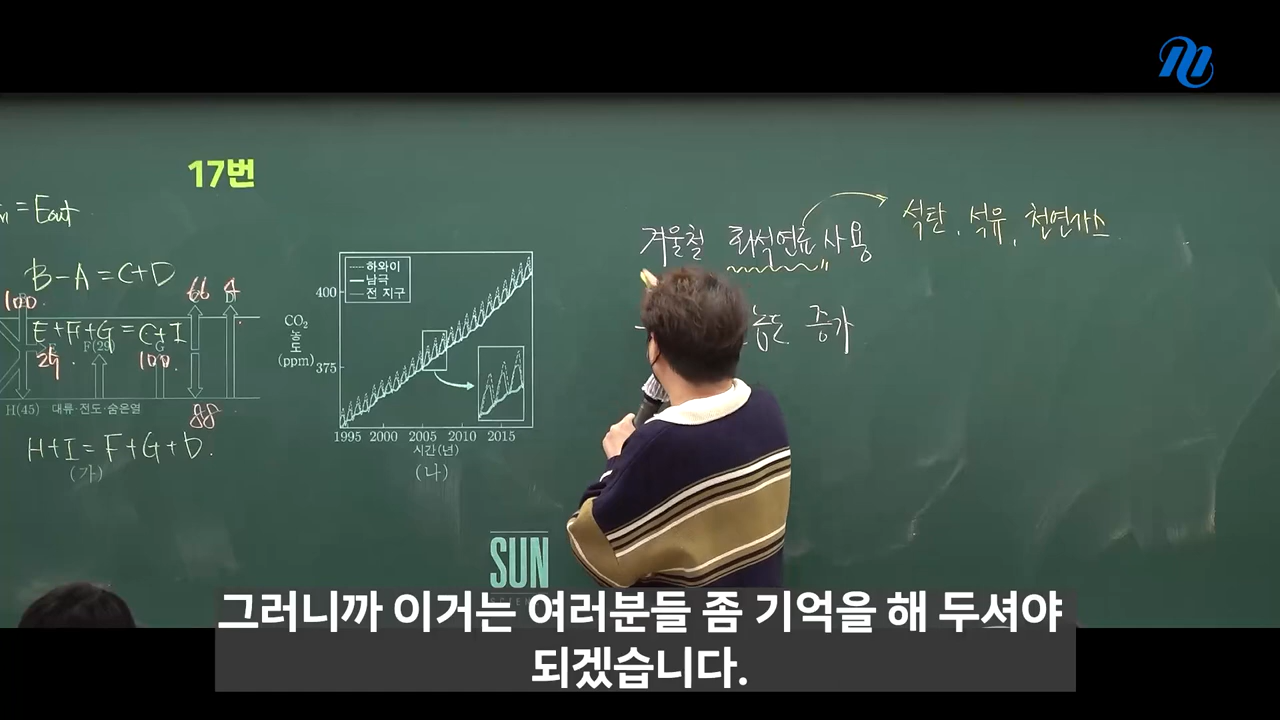 17번
= Eout
B-A = C+D
100
66 4
E+F+G = C+I
F(29) G
29 100
H(45) 대류·전도·숨은열
88
H+I = F+G+D.
(가)
하와이
남극
전 지구
CO₂ 농도 (ppm)
400
375
1995 2000 2005 2010 2015
시간(년)
(나)
겨울철 화석연료 사용
석탄, 석유, 천연가스
농도 증가
SUN
그러니까 이거는 여러분들 좀 기억을 해 두셔야
되겠습니다.